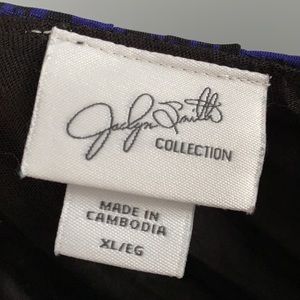 Jaclyn Smith
COLLECTION
MADE IN
CAMBODIA
XL/EG